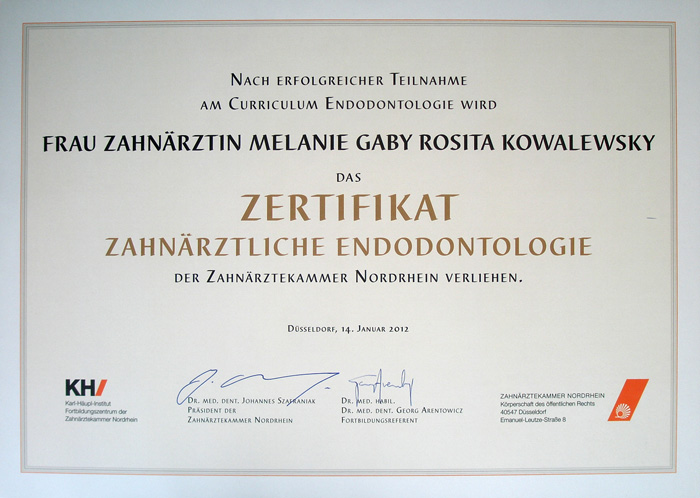 Nach erfolgreicher Teilnahme
am Curriculum Endodontologie wird
Frau Zahnärztin Melanie Gaby Rosita Kowalewsky
das
Zertifikat
Zahnärztliche Endodontologie
der Zahnärztekammer Nordrhein verliehen.
Düsseldorf, 14. Januar 2012
KHI
Karl-Häupl-Institut
Fortbildungszentrum der
Zahnärztekammer Nordrhein
Dr. med. dent. Johannes Szafraniak
Präsident der
Zahnärztekammer Nordrhein
Dr. med. habil.
Dr. med. dent. Georg Arentowicz
Fortbildungsreferent
ZAHNÄRZTEKAMMER NORDRHEIN
Körperschaft des öffentlichen Rechts
40547 Düsseldorf
Emanuel-Leutze-Straße 8